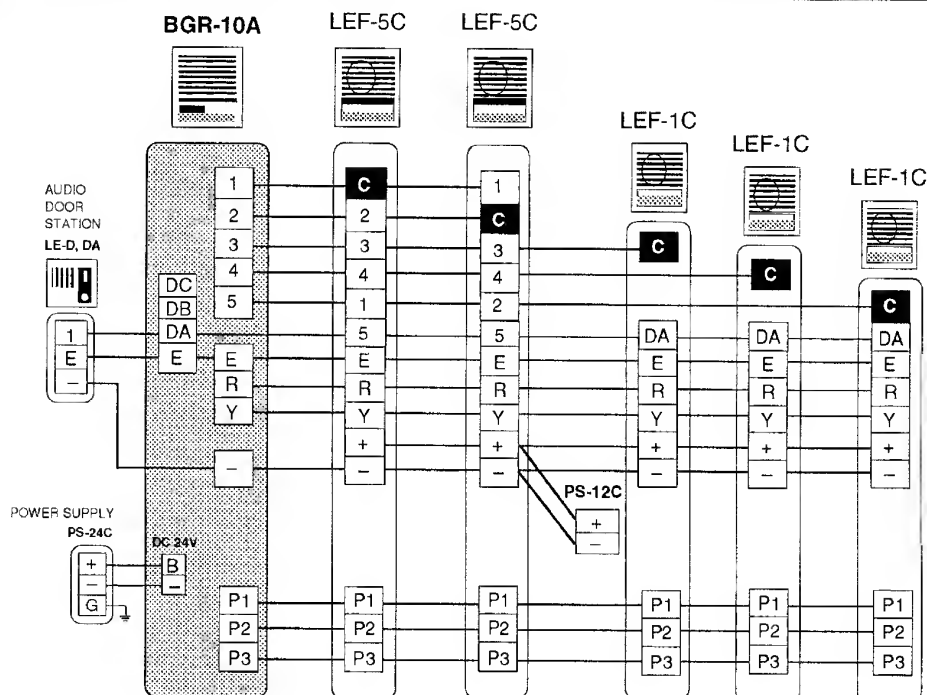 BGR-10A LEF-5C LEF-5C
LEF-1C
LEF-1C
LEF-1C
AUDIO
DOOR
STATION
LE-D, DA
1 C 1
2 2 C
3 3 3 C
4 4 4 C
5 1 2 C
DC
DB
1 DA 5 5 DA DA DA
E E E E E E E E
– R R R R R R
Y Y Y Y Y Y
+ + + + +
– – – – – –
PS-12C
+
–
POWER SUPPLY
PS-24C
DC 24V
+ B
– –
G
P1 P1 P1 P1 P1 P1
P2 P2 P2 P2 P2 P2
P3 P3 P3 P3 P3 P3